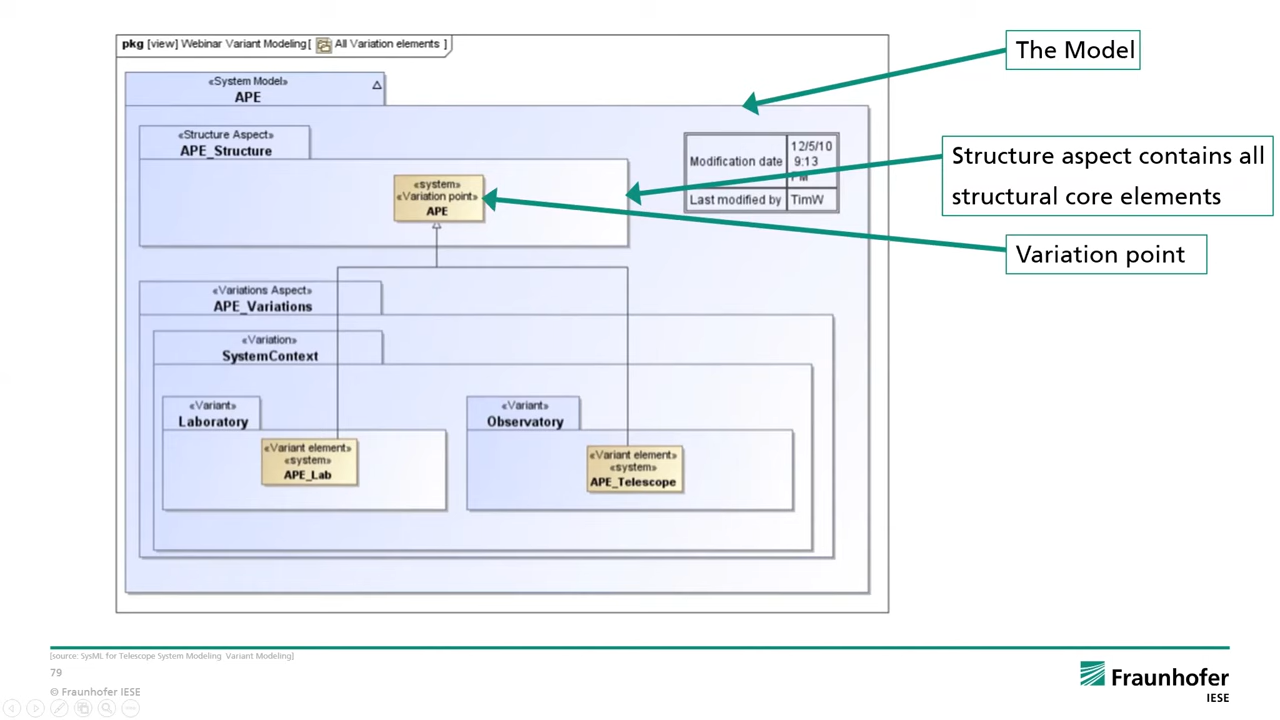 pkg [view] Webinar Variant Modeling[ All Variation elements ]
The Model
«System Model»
APE
«Structure Aspect»
APE_Structure
Modification date
12/5/10
9:13
PM
Last modified by
TimW
Structure aspect contains all
structural core elements
«system»
«Variation point»
APE
Variation point
«Variations Aspect»
APE_Variations
«Variation»
SystemContext
«Variant»
Laboratory
«Variant element»
«system»
APE_Lab
«Variant»
Observatory
«Variant element»
«system»
APE_Telescope
[source: SysML for Telescope System Modeling Variant Modeling]
79
© Fraunhofer IESE
Fraunhofer
IESE